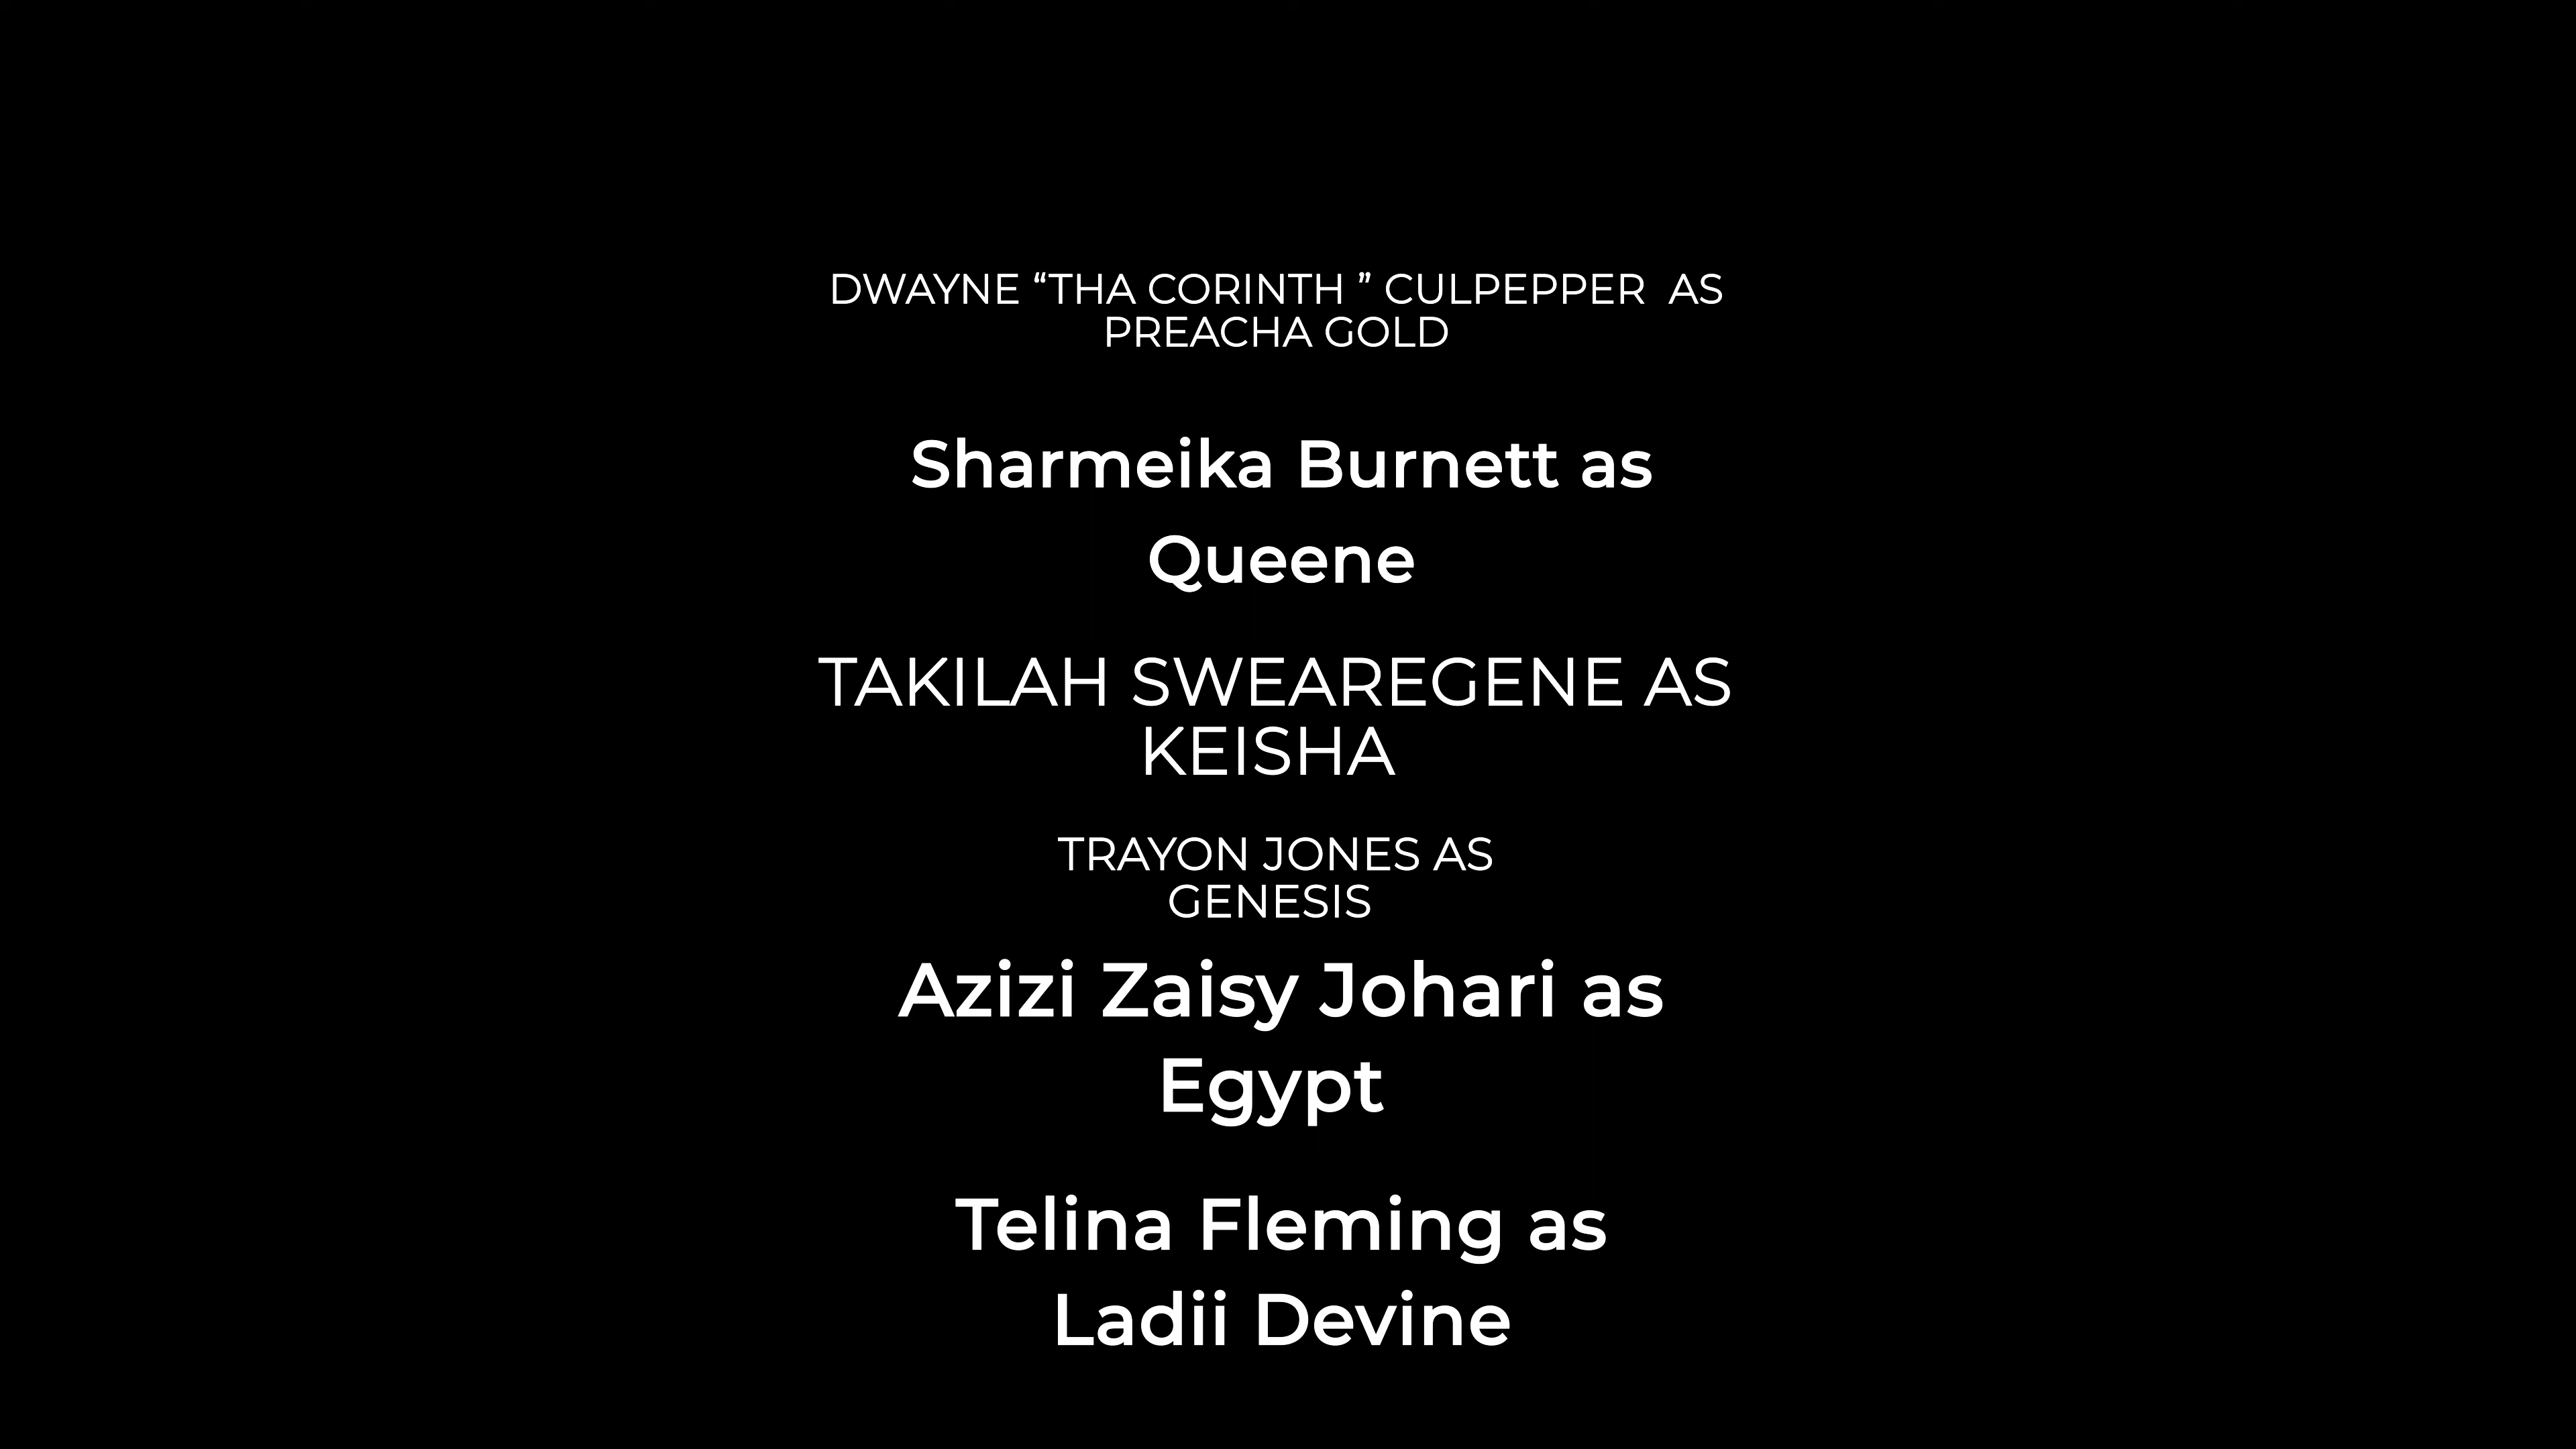 DWAYNE “THA CORINTH ” CULPEPPER  AS
PREACHA GOLD
Sharmeika Burnett as
Queene
TAKILAH SWEAREGENE AS
KEISHA
TRAYON JONES AS
GENESIS
Azizi Zaisy Johari as
Egypt
Telina Fleming as
Ladii Devine